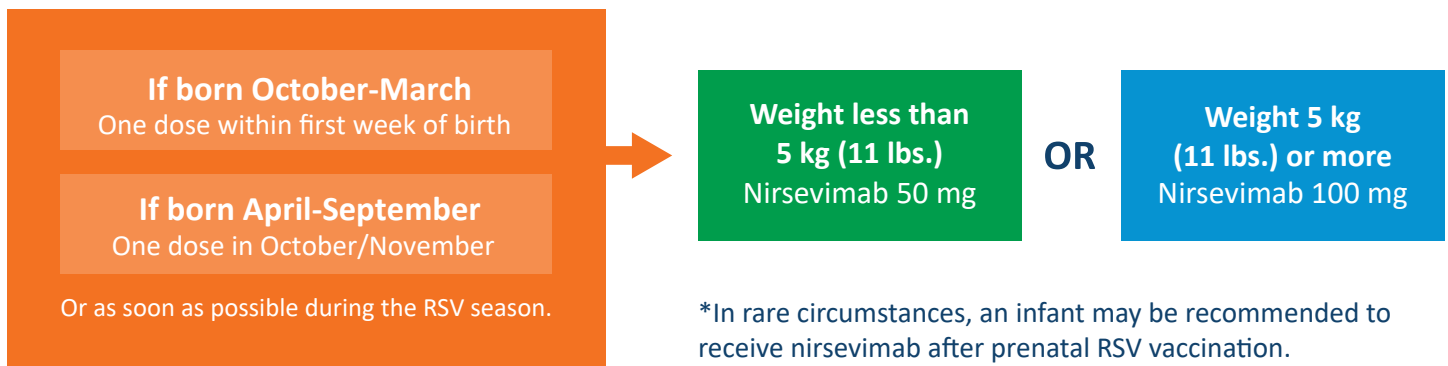 If born October-March
One dose within first week of birth
If born April-September
One dose in October/November
Or as soon as possible during the RSV season.
Weight less than
5 kg (11 lbs.)
Nirsevimab 50 mg
OR
Weight 5 kg
(11 lbs.) or more
Nirsevimab 100 mg
*In rare circumstances, an infant may be recommended to
receive nirsevimab after prenatal RSV vaccination.